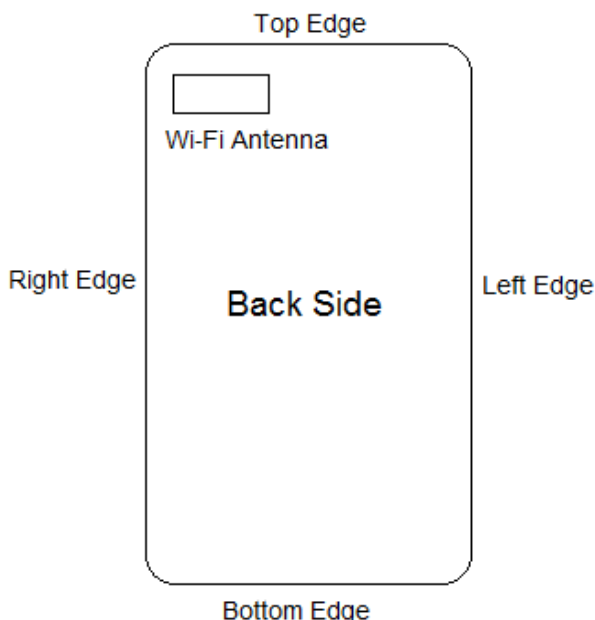 Top Edge
Wi-Fi Antenna
Right Edge
Left Edge
Back Side
Bottom Edge